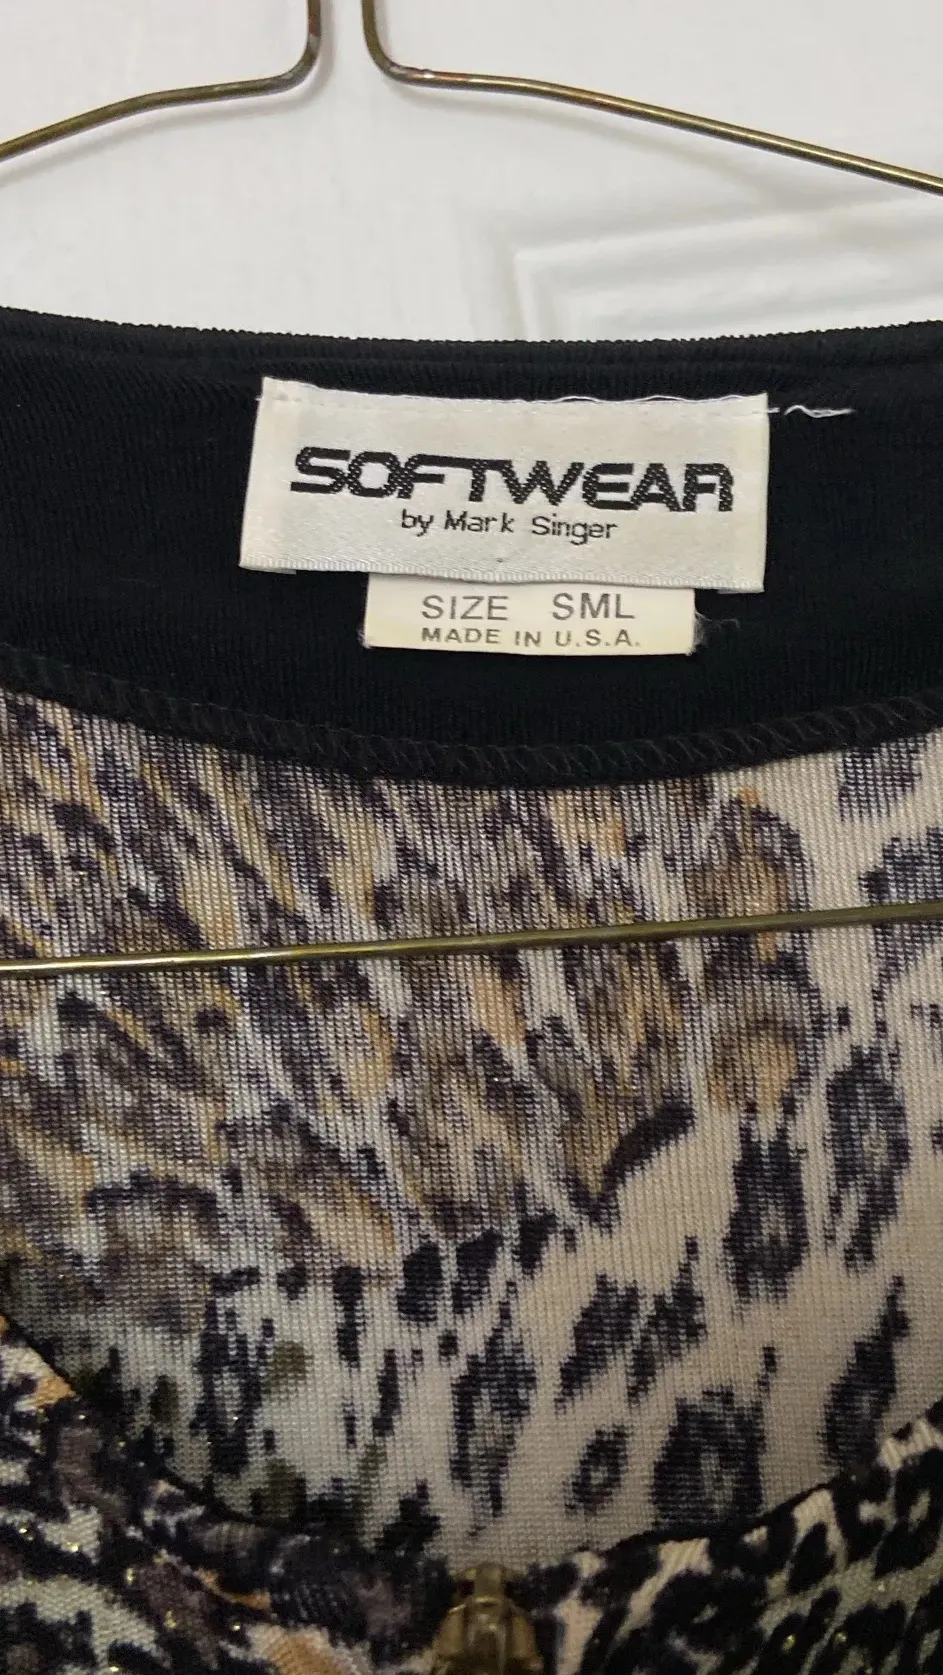 SOFTWEAR
by Mark Singer
SIZE SML
MADE IN U.S.A.